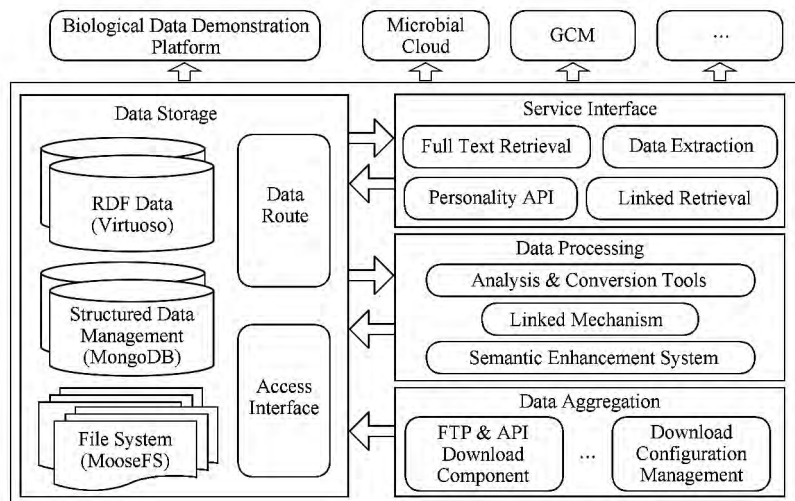 Biological Data Demonstration
Platform
Microbial
Cloud
GCM
...
Data Storage
RDF Data
(Virtuoso)
Structured Data
Management
(MongoDB)
File System
(MooseFS)
Data
Route
Access
Interface
Service Interface
Full Text Retrieval
Data Extraction
Personality API
Linked Retrieval
Data Processing
Analysis & Conversion Tools
Linked Mechanism
Semantic Enhancement System
Data Aggregation
FTP & API
Download
Component
...
Download
Configuration
Management